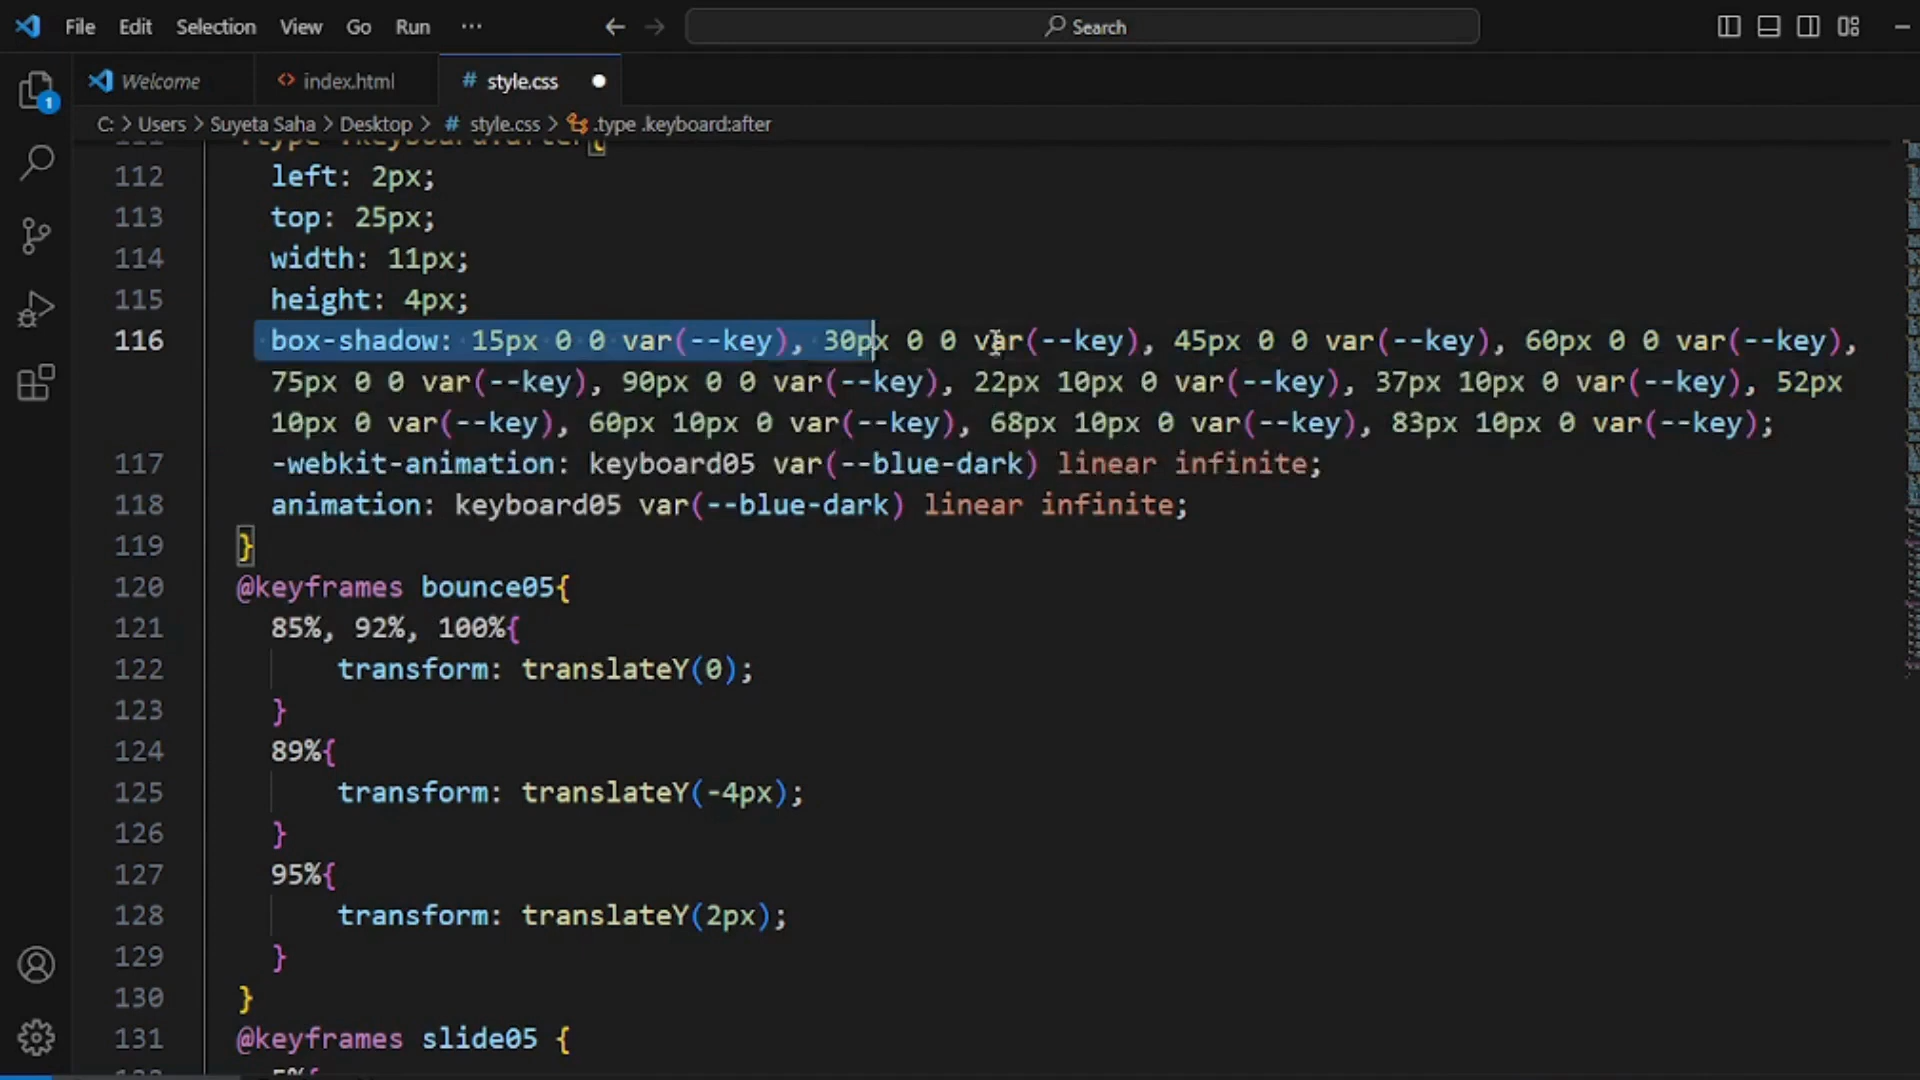 File Edit Selection View Go Run ··· Search
Welcome index.html style.css
C: > Users > Suyeta Saha > Desktop > # style.css > .type .keyboard:after
1
.type .keyboard:after{
112 left: 2px;
113 top: 25px;
114 width: 11px;
115 height: 4px;
116 box-shadow: 15px 0 0 var(--key), 30px 0 0 var(--key), 45px 0 0 var(--key), 60px 0 0 var(--key),
75px 0 0 var(--key), 90px 0 0 var(--key), 22px 10px 0 var(--key), 37px 10px 0 var(--key), 52px
10px 0 var(--key), 60px 10px 0 var(--key), 68px 10px 0 var(--key), 83px 10px 0 var(--key);
117 -webkit-animation: keyboard05 var(--blue-dark) linear infinite;
118 animation: keyboard05 var(--blue-dark) linear infinite;
119 }
120 @keyframes bounce05{
121 85%, 92%, 100%{
122 transform: translateY(0);
123 }
124 89%{
125 transform: translateY(-4px);
126 }
127 95%{
128 transform: translateY(2px);
129 }
130 }
131 @keyframes slide05 {
5%{